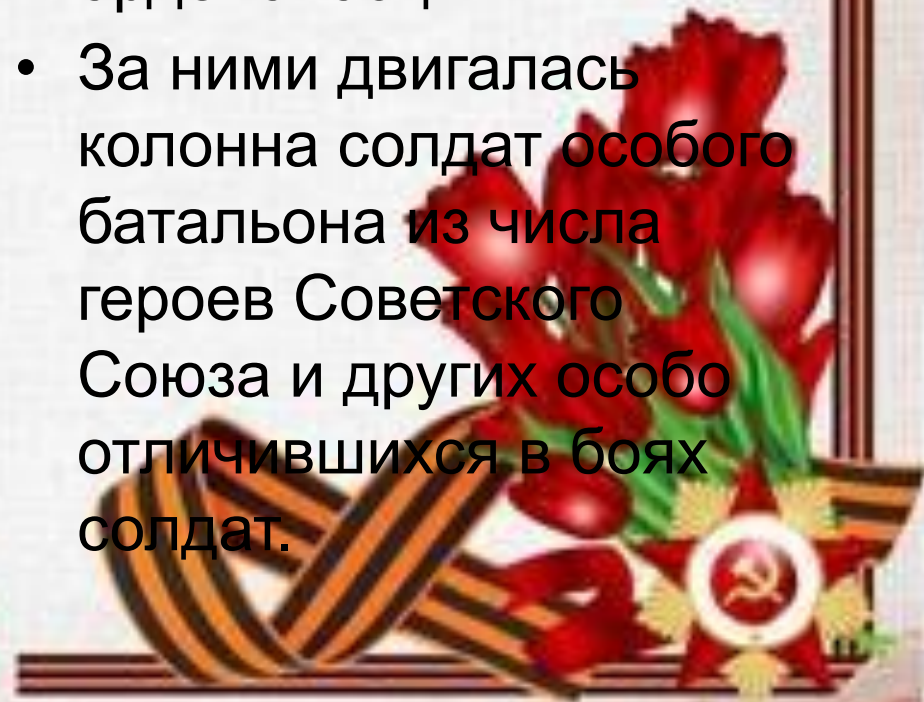 • За ними двигалась
колонна солдат особого
батальона из числа
героев Советского
Союза и других особо
отличившихся в боях
солдат.